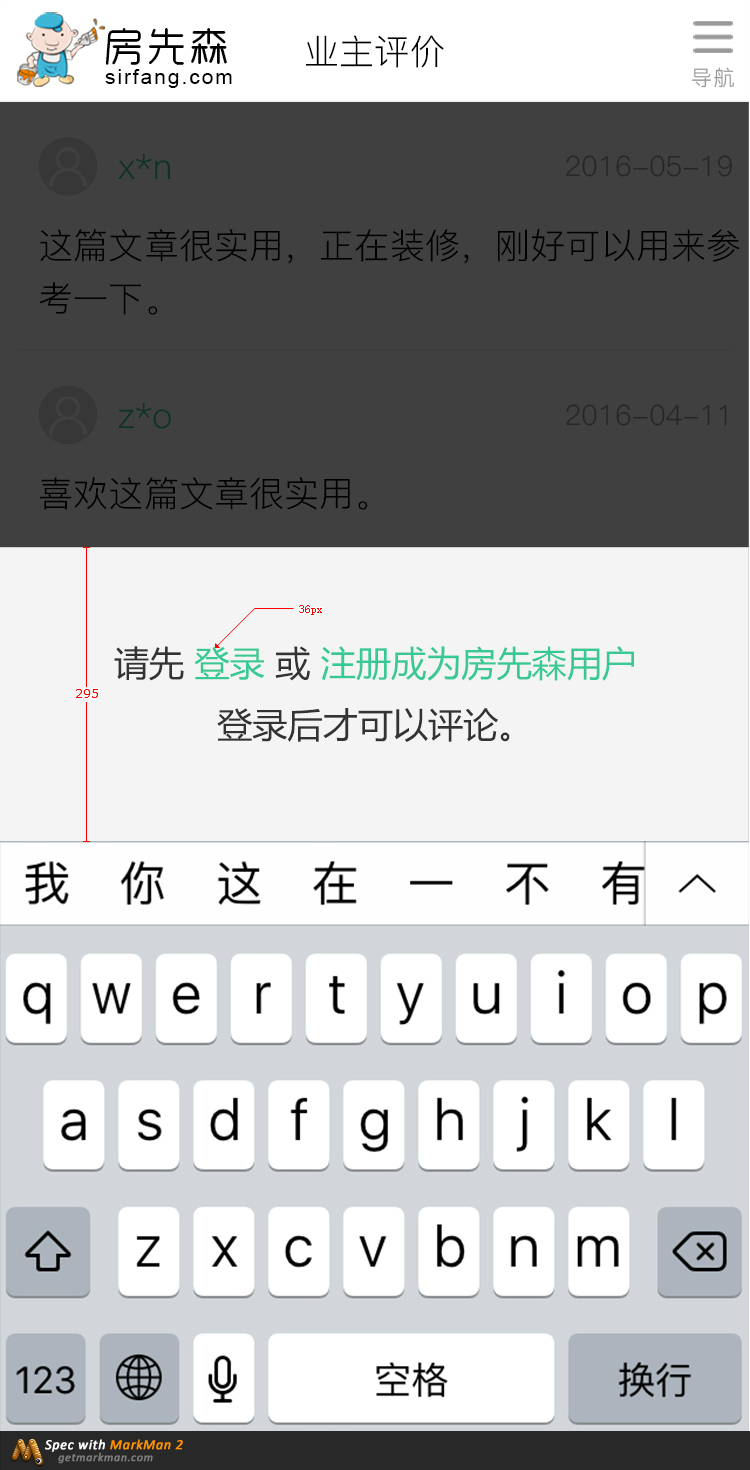 房先森
sirfang.com
业主评价
导航
x*n
2016-05-19
这篇文章很实用，正在装修，刚好可以用来参
考一下。
z*o
2016-04-11
喜欢这篇文章很实用。
36px
请先 登录 或 注册成为房先森用户
295
登录后才可以评论。
我 你 这 在 一 不 有
q w e r t y u i o p
a s d f g h j k l
z x c v b n m
123 空格 换行
Spec with MarkMan 2
getmarkman.com